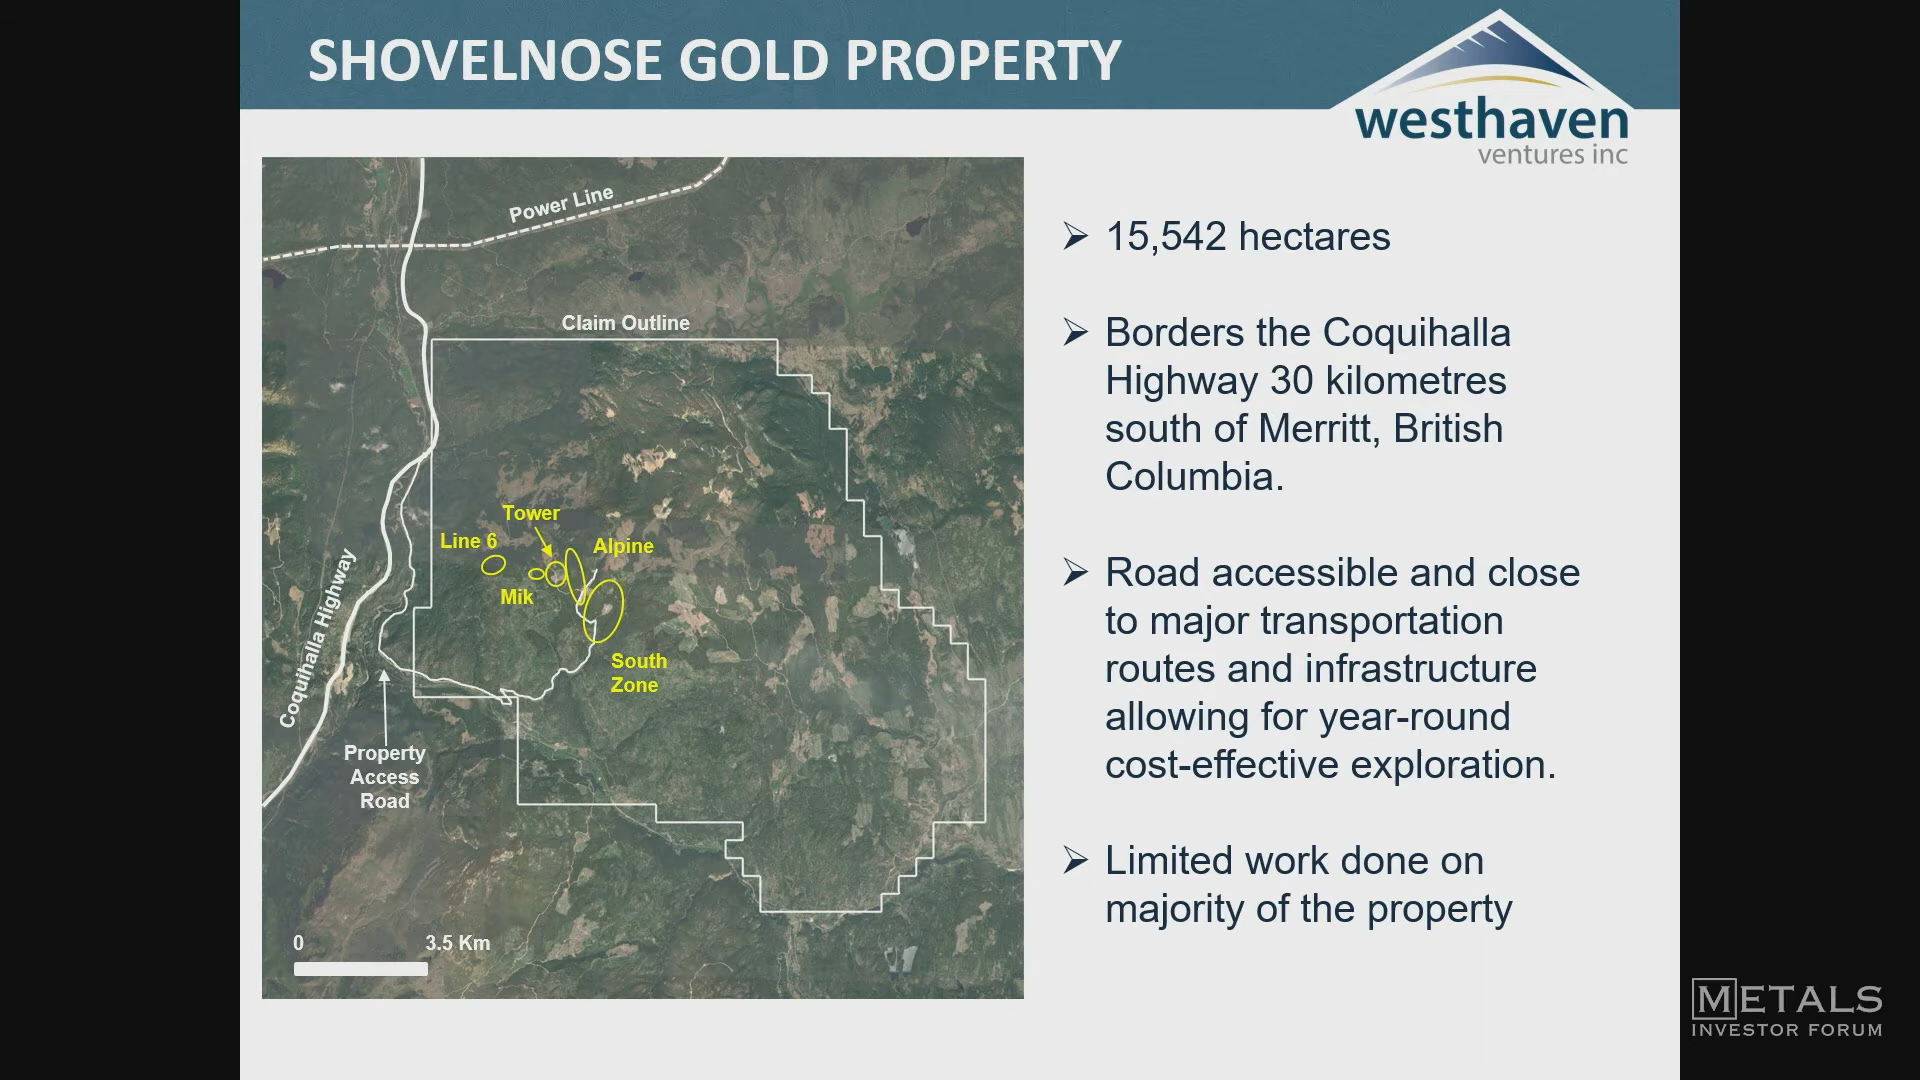 SHOVELNOSE GOLD PROPERTY
westhaven
ventures inc
Power Line
Claim Outline
Tower
Line 6
Alpine
Mik
South
Zone
Coquihalla Highway
Property
Access
Road
0 3.5 Km
➢ 15,542 hectares
➢ Borders the Coquihalla
Highway 30 kilometres
south of Merritt, British
Columbia.
➢ Road accessible and close
to major transportation
routes and infrastructure
allowing for year-round
cost-effective exploration.
➢ Limited work done on
majority of the property
METALS
INVESTOR FORUM